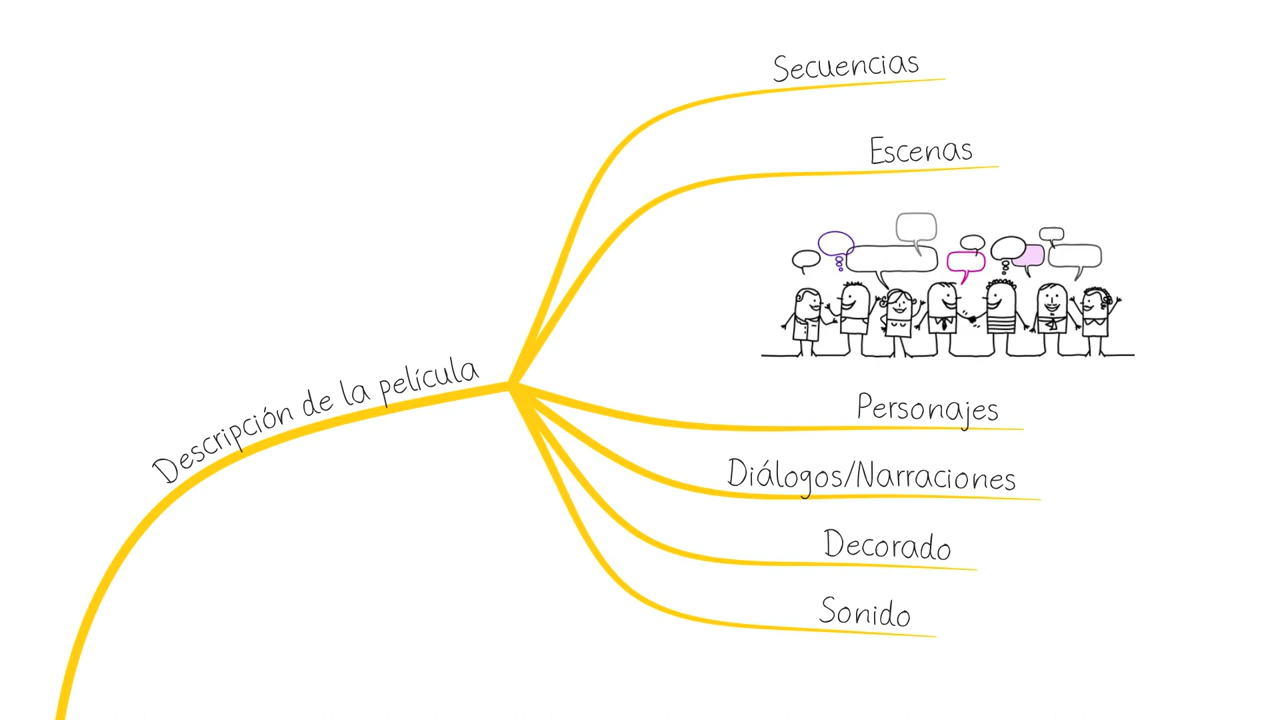 Secuencias
Escenas
Descripción de la película
Personajes
Diálogos/Narraciones
Decorado
Sonido